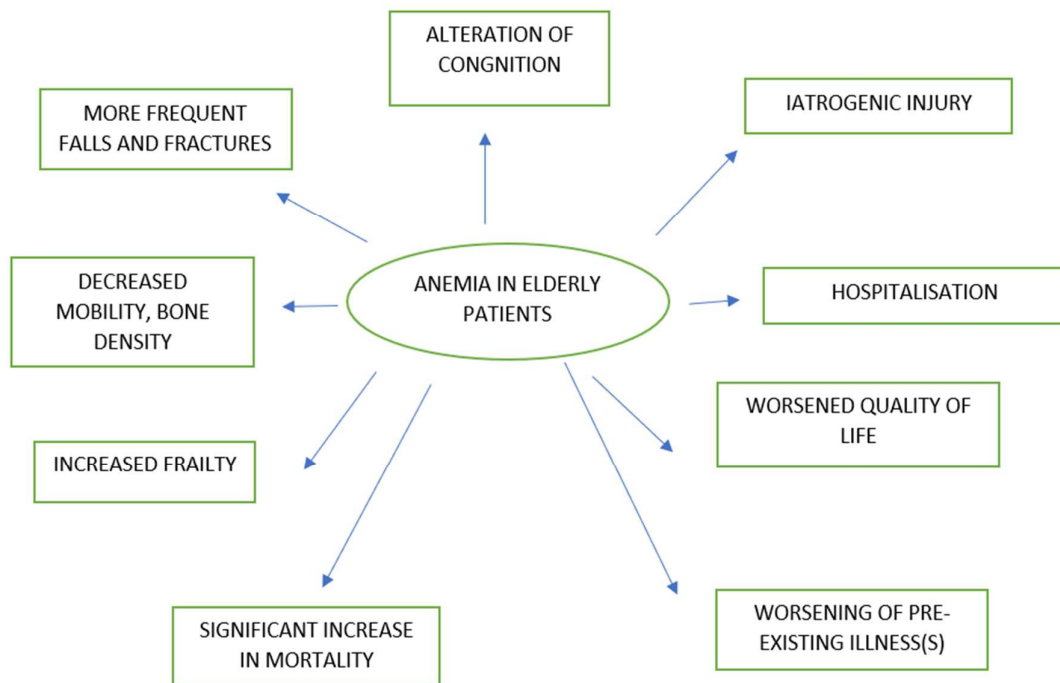 ALTERATION OF
CONGNITION
MORE FREQUENT
FALLS AND FRACTURES
IATROGENIC INJURY
DECREASED
MOBILITY, BONE
DENSITY
ANEMIA IN ELDERLY
PATIENTS
HOSPITALISATION
INCREASED FRAILTY
WORSENED QUALITY OF
LIFE
SIGNIFICANT INCREASE
IN MORTALITY
WORSENING OF PRE-
EXISTING ILLNESS(S)